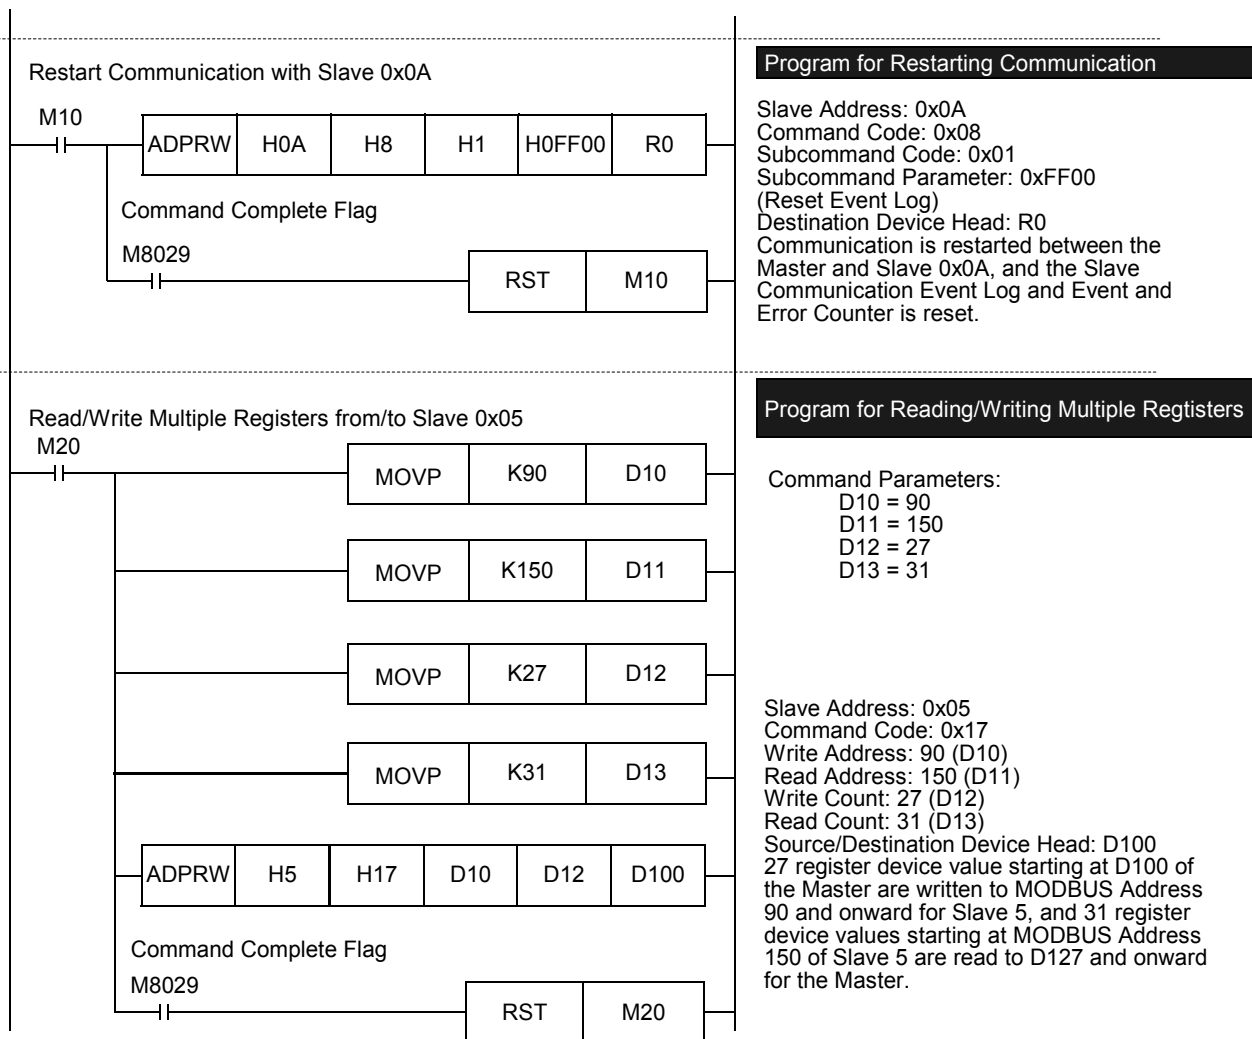 Restart Communication with Slave 0x0A
M10
ADPRW H0A H8 H1 H0FF00 R0
Command Complete Flag
M8029
RST M10
Program for Restarting Communication
Slave Address: 0x0A
Command Code: 0x08
Subcommand Code: 0x01
Subcommand Parameter: 0xFF00
(Reset Event Log)
Destination Device Head: R0
Communication is restarted between the
Master and Slave 0x0A, and the Slave
Communication Event Log and Event and
Error Counter is reset.
Read/Write Multiple Registers from/to Slave 0x05
M20
MOVP K90 D10
MOVP K150 D11
MOVP K27 D12
MOVP K31 D13
ADPRW H5 H17 D10 D12 D100
Command Complete Flag
M8029
RST M20
Program for Reading/Writing Multiple Regtisters
Command Parameters:
D10 = 90
D11 = 150
D12 = 27
D13 = 31
Slave Address: 0x05
Command Code: 0x17
Write Address: 90 (D10)
Read Address: 150 (D11)
Write Count: 27 (D12)
Read Count: 31 (D13)
Source/Destination Device Head: D100
27 register device value starting at D100 of
the Master are written to MODBUS Address
90 and onward for Slave 5, and 31 register
device values starting at MODBUS Address
150 of Slave 5 are read to D127 and onward
for the Master.